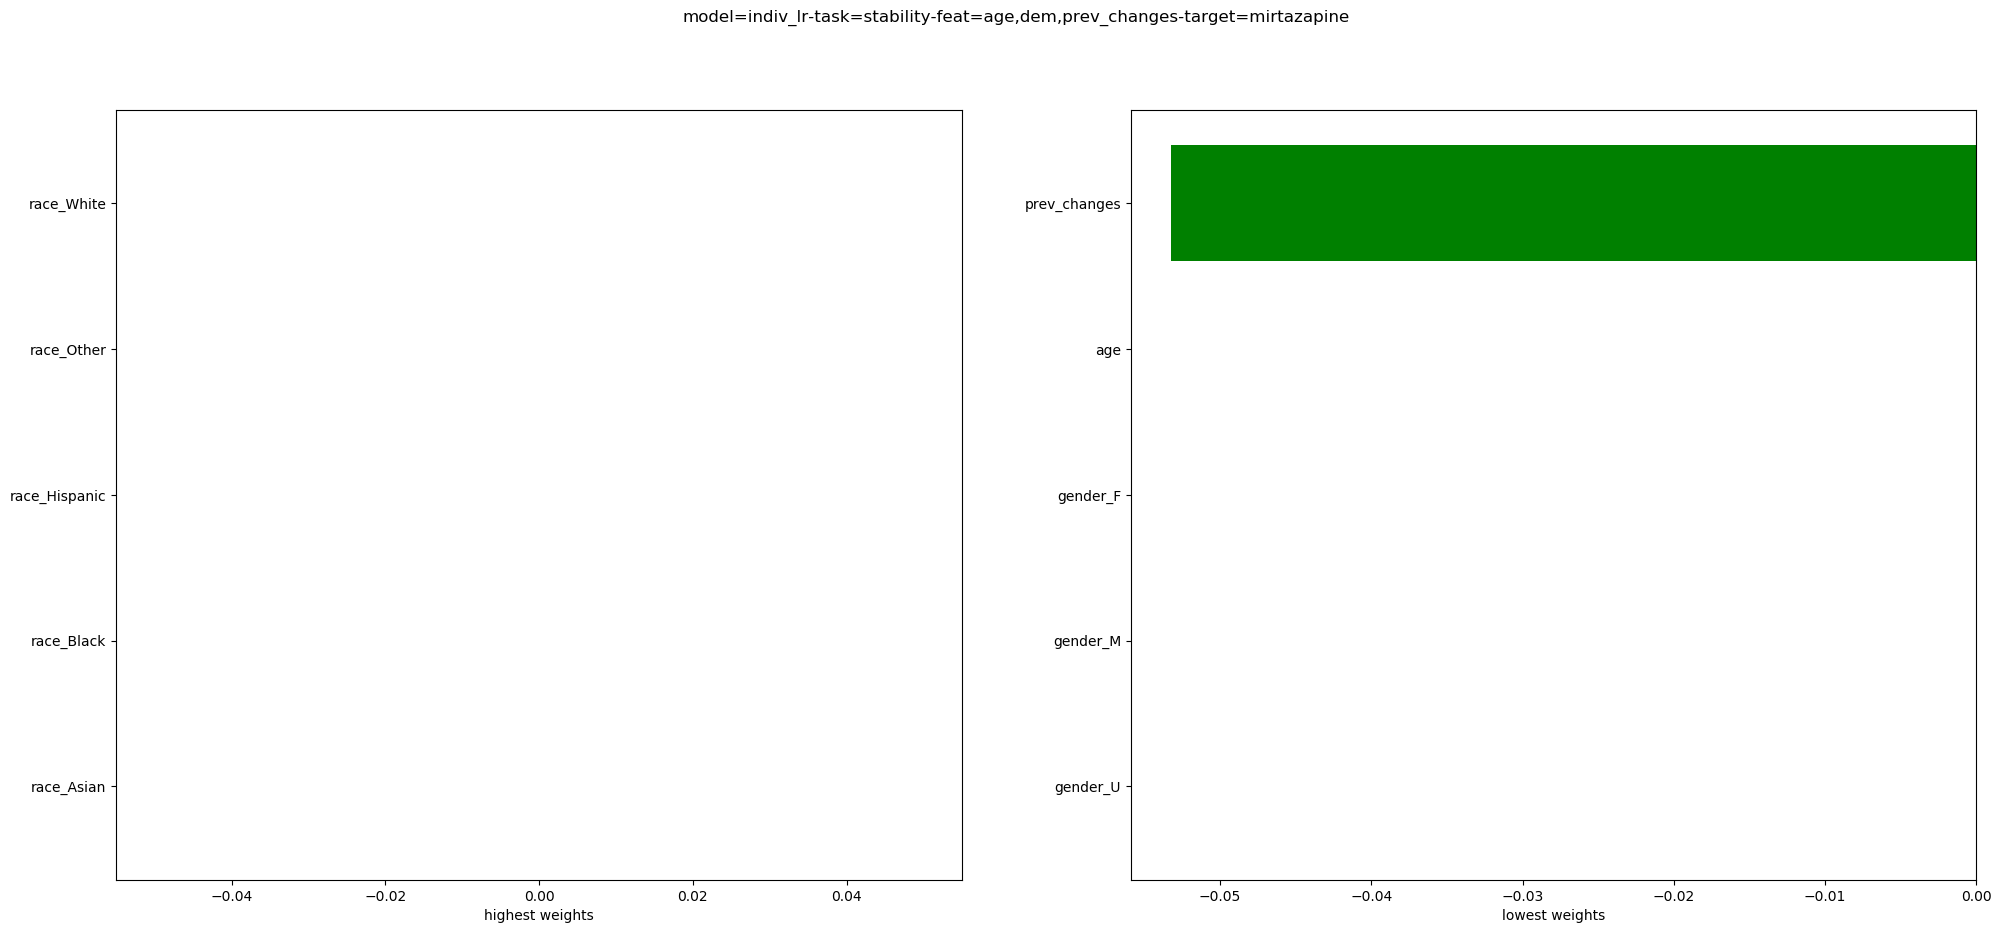 model=indiv_lr-task=stability-feat=age,dem,prev_changes-target=mirtazapine
race_White
race_Other
race_Hispanic
race_Black
race_Asian
−0.04 −0.02 0.00 0.02 0.04
highest weights
prev_changes
age
gender_F
gender_M
gender_U
−0.05 −0.04 −0.03 −0.02 −0.01 0.00
lowest weights